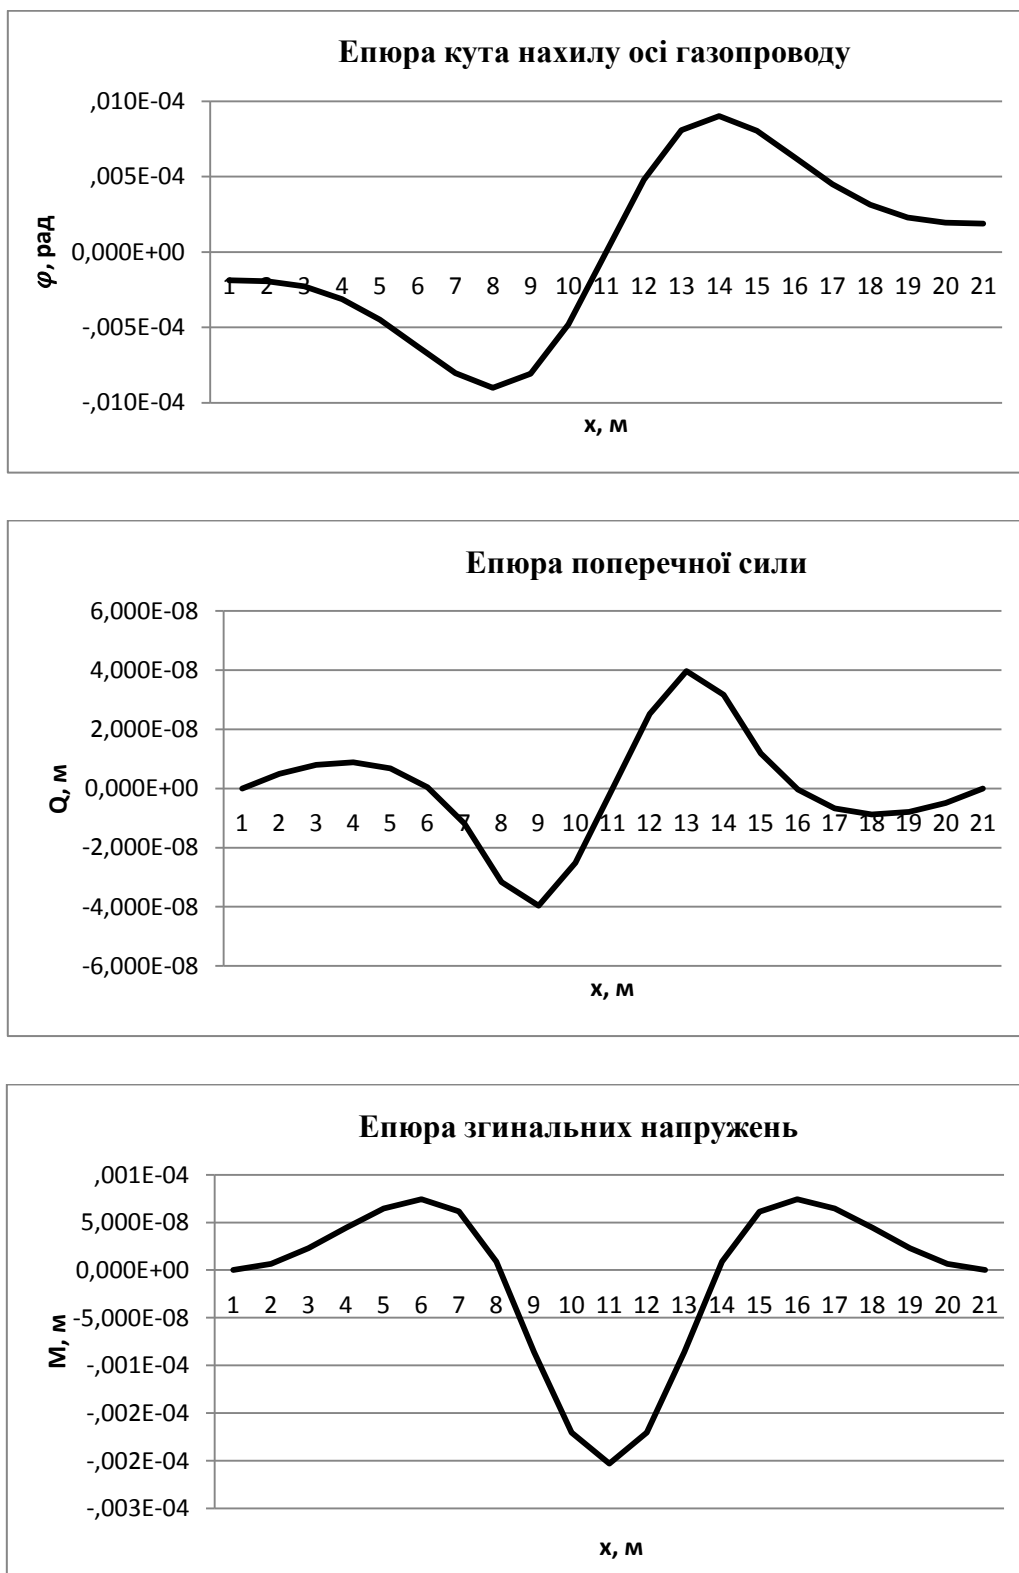 Епюра кута нахилу осі газопроводу
,010E-04
,005E-04
0,000E+00
-,005E-04
-,010E-04
φ, рад
1 2 3 4 5 6 7 8 9 10 11 12 13 14 15 16 17 18 19 20 21
х, м
Епюра поперечної сили
6,000E-08
4,000E-08
2,000E-08
0,000E+00
-2,000E-08
-4,000E-08
-6,000E-08
Q, м
1 2 3 4 5 6 7 8 9 10 11 12 13 14 15 16 17 18 19 20 21
х, м
Епюра згинальних напружень
,001E-04
5,000E-08
0,000E+00
-5,000E-08
-,001E-04
-,002E-04
-,002E-04
-,003E-04
М, м
1 2 3 4 5 6 7 8 9 10 11 12 13 14 15 16 17 18 19 20 21
х, м